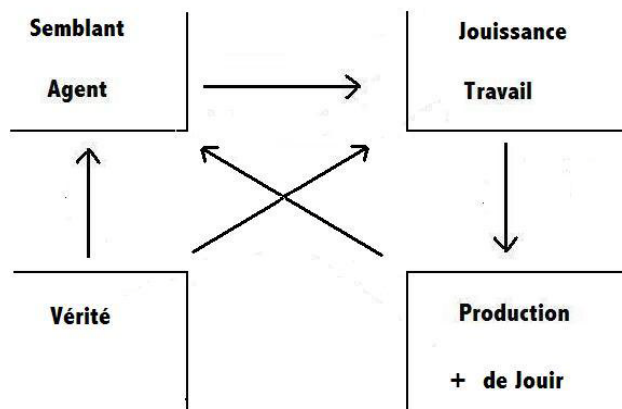 Semblant
Agent
Jouissance
Travail
Vérité
Production
+ de Jouir